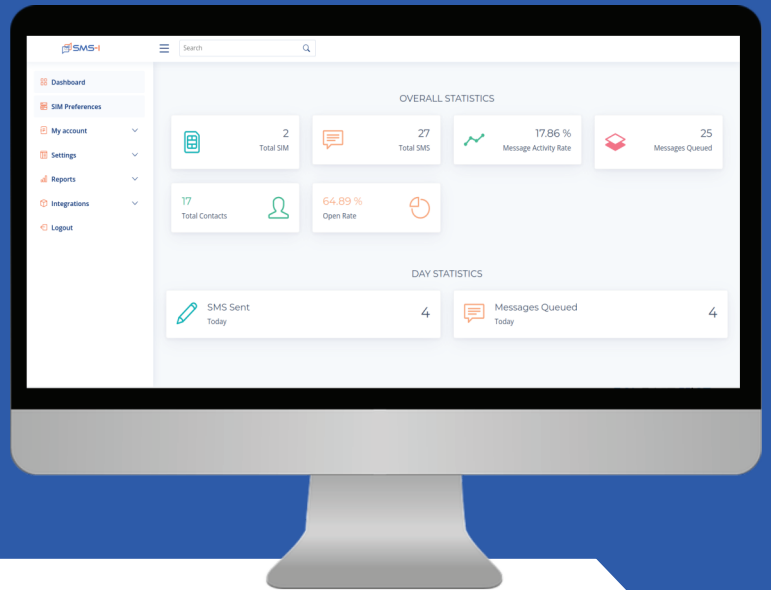 SMS-I
Search
Dashboard
SIM Preferences
My account
Settings
Reports
Integrations
Logout
OVERALL STATISTICS
2
Total SIM
27
Total SMS
17.86 %
Message Activity Rate
25
Messages Queued
17
Total Contacts
64.89 %
Open Rate
DAY STATISTICS
SMS Sent
Today
4
Messages Queued
Today
4